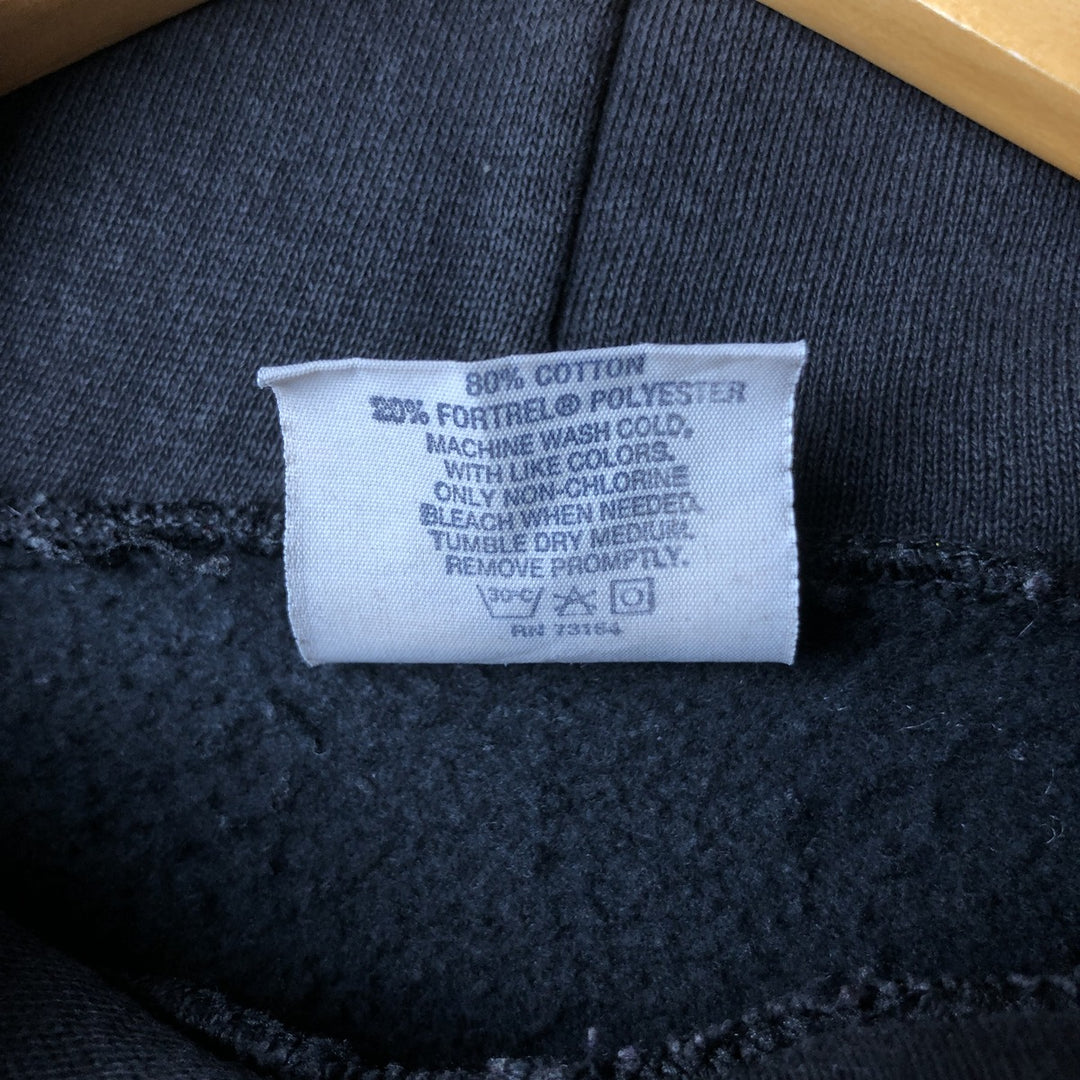 80% COTTON
20% FORTREL® POLYESTER
MACHINE WASH COLD.
WITH LIKE COLORS.
ONLY NON-CHLORINE
BLEACH WHEN NEEDED.
TUMBLE DRY MEDIUM.
REMOVE PROMPTLY.
30°C
RN 73164